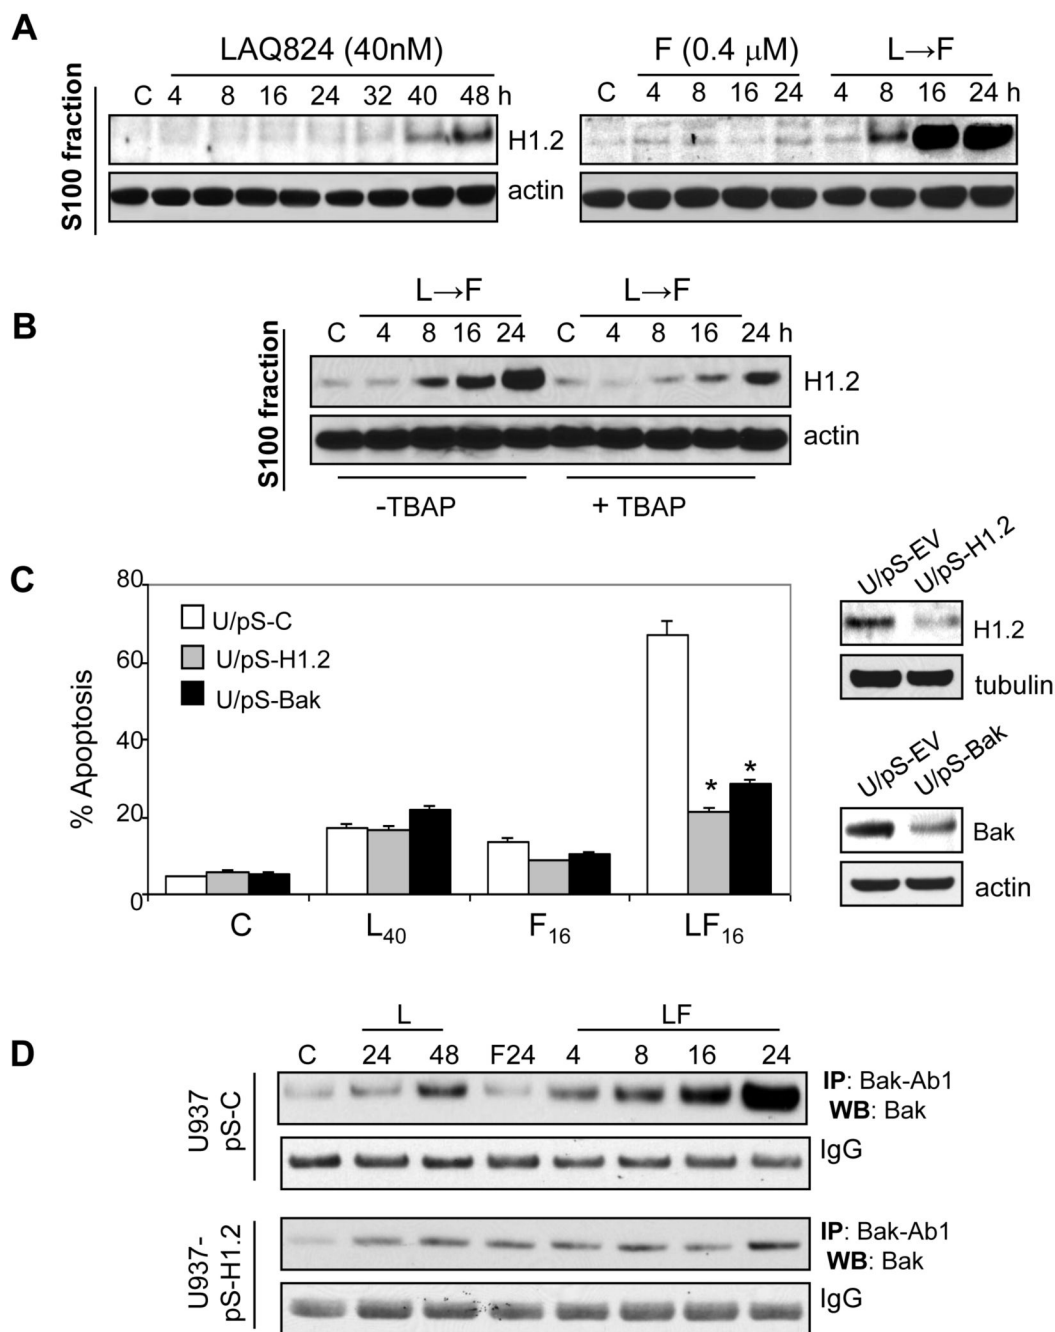 A
LAQ824 (40nM)
F (0.4 μM)
L→F
C 4 8 16 24 32 40 48 h
C 4 8 16 24 4 8 16 24 h
S100 fraction
H1.2
actin
B
L→F
L→F
C 4 8 16 24 C 4 8 16 24 h
S100 fraction
H1.2
actin
-TBAP
+ TBAP
C
% Apoptosis
80
60
40
20
0
U/pS-C
U/pS-H1.2
U/pS-Bak
*
*
C
L40
F16
LF16
U/pS-EV
U/pS-H1.2
H1.2
tubulin
U/pS-EV
U/pS-Bak
Bak
actin
D
L
LF
C 24 48 F24 4 8 16 24
U937
pS-C
IP: Bak-Ab1
WB: Bak
IgG
U937-
pS-H1.2
IP: Bak-Ab1
WB: Bak
IgG